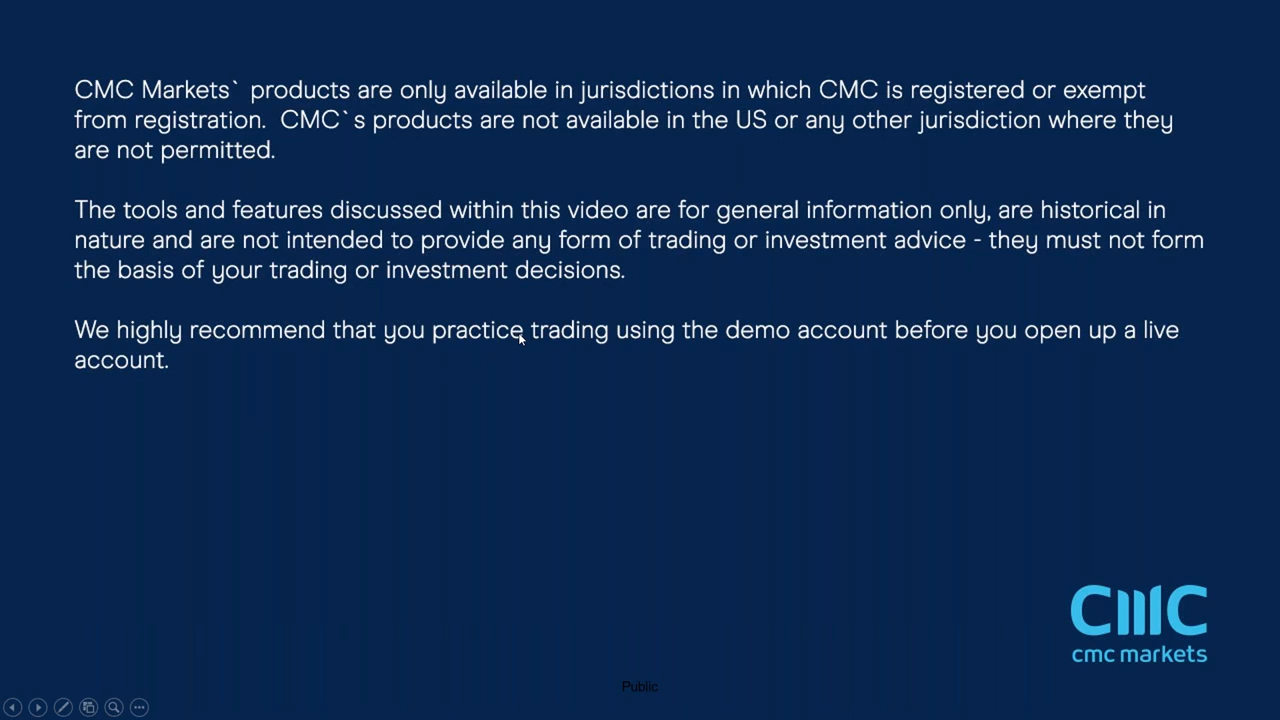 CMC Markets` products are only available in jurisdictions in which CMC is registered or exempt
from registration.  CMC`s products are not available in the US or any other jurisdiction where they
are not permitted.
The tools and features discussed within this video are for general information only, are historical in
nature and are not intended to provide any form of trading or investment advice - they must not form
the basis of your trading or investment decisions.
We highly recommend that you practice trading using the demo account before you open up a live
account.
CMC
cmc markets
Public